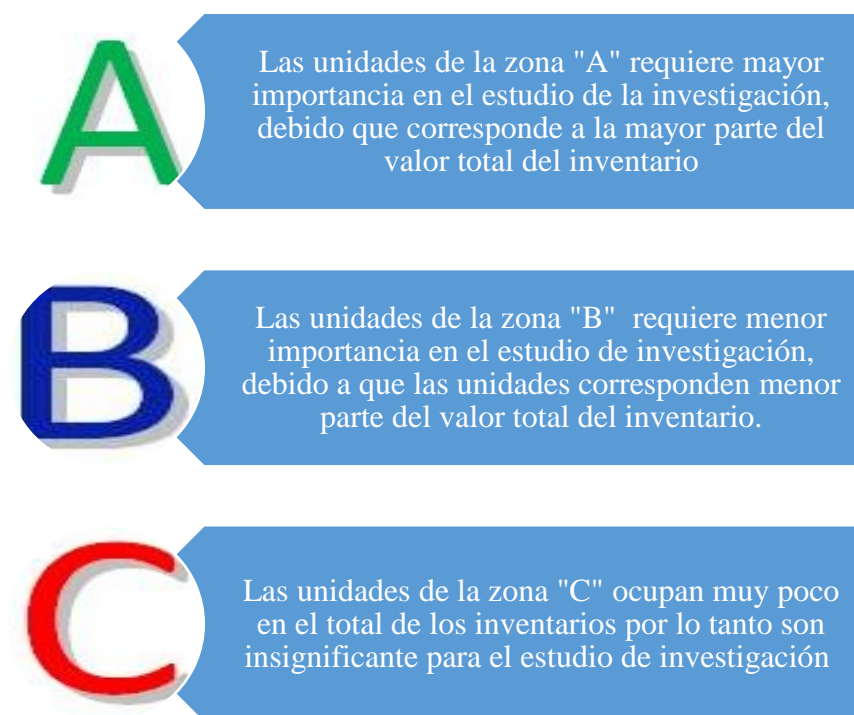 A
Las unidades de la zona "A" requiere mayor
importancia en el estudio de la investigación,
debido que corresponde a la mayor parte del
valor total del inventario
B
Las unidades de la zona "B"  requiere menor
importancia en el estudio de investigación,
debido a que las unidades corresponden menor
parte del valor total del inventario.
C
Las unidades de la zona "C" ocupan muy poco
en el total de los inventarios por lo tanto son
insignificante para el estudio de investigación